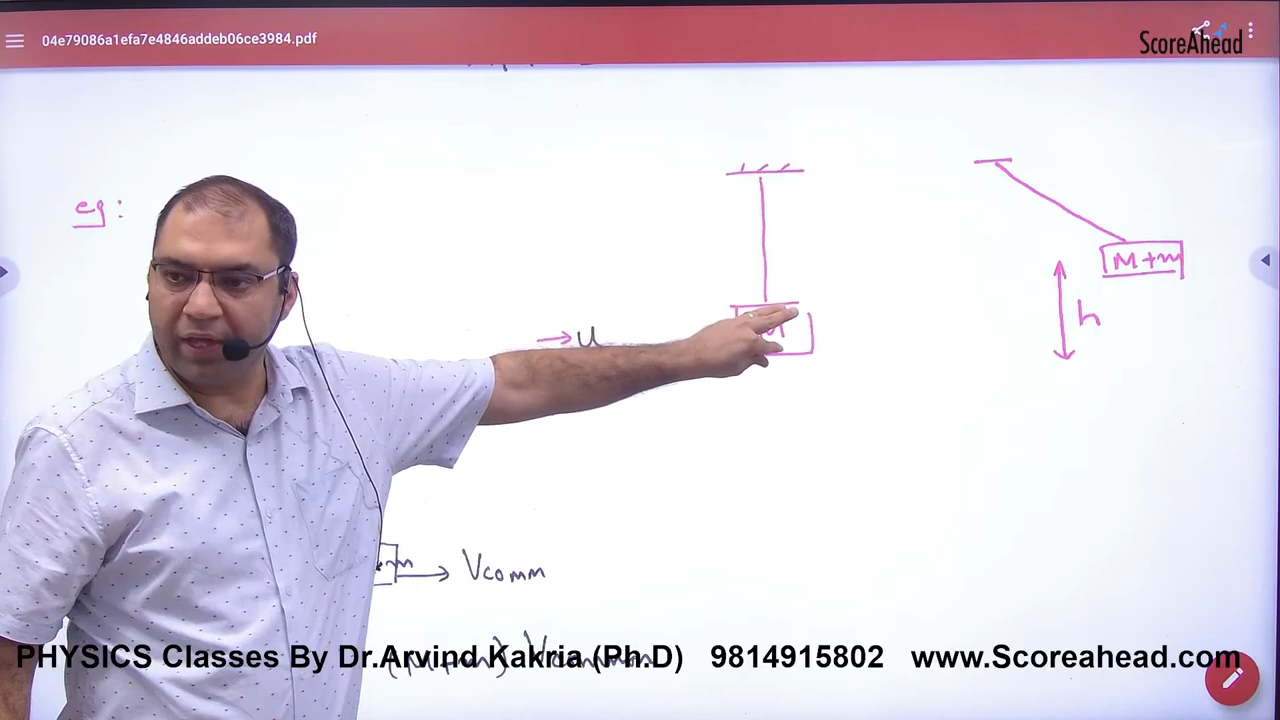 04e79086a1efa7e4846addeb06ce3984.pdf
ScoreAhead
eg:
M+m
h
→u
Vcomm
PHYSICS Classes By Dr.Arvind Kakria.(Ph.D) 9814915802 www.Scoreahead.com